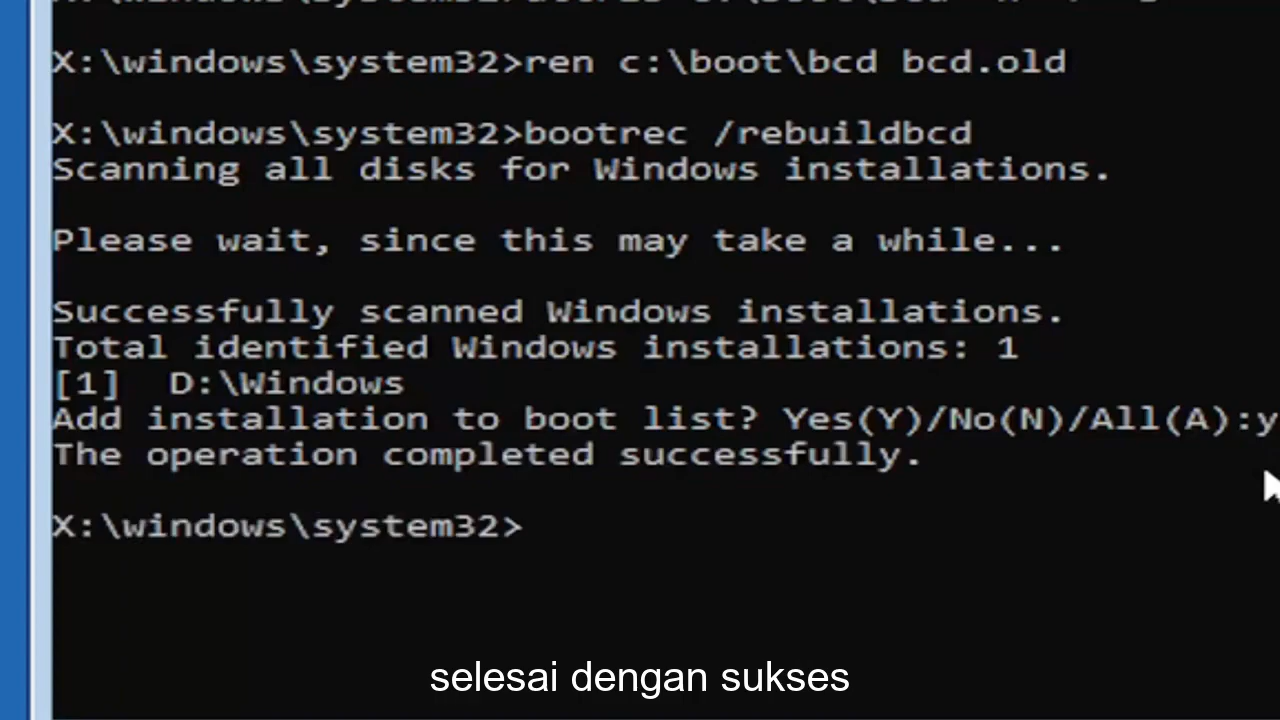 X:\windows\system32>ren c:\boot\bcd bcd.old
X:\windows\system32>bootrec /rebuildbcd
Scanning all disks for Windows installations.
Please wait, since this may take a while...
Successfully scanned Windows installations.
Total identified Windows installations: 1
[1]  D:\Windows
Add installation to boot list? Yes(Y)/No(N)/All(A):y
The operation completed successfully.
X:\windows\system32>
selesai dengan sukses